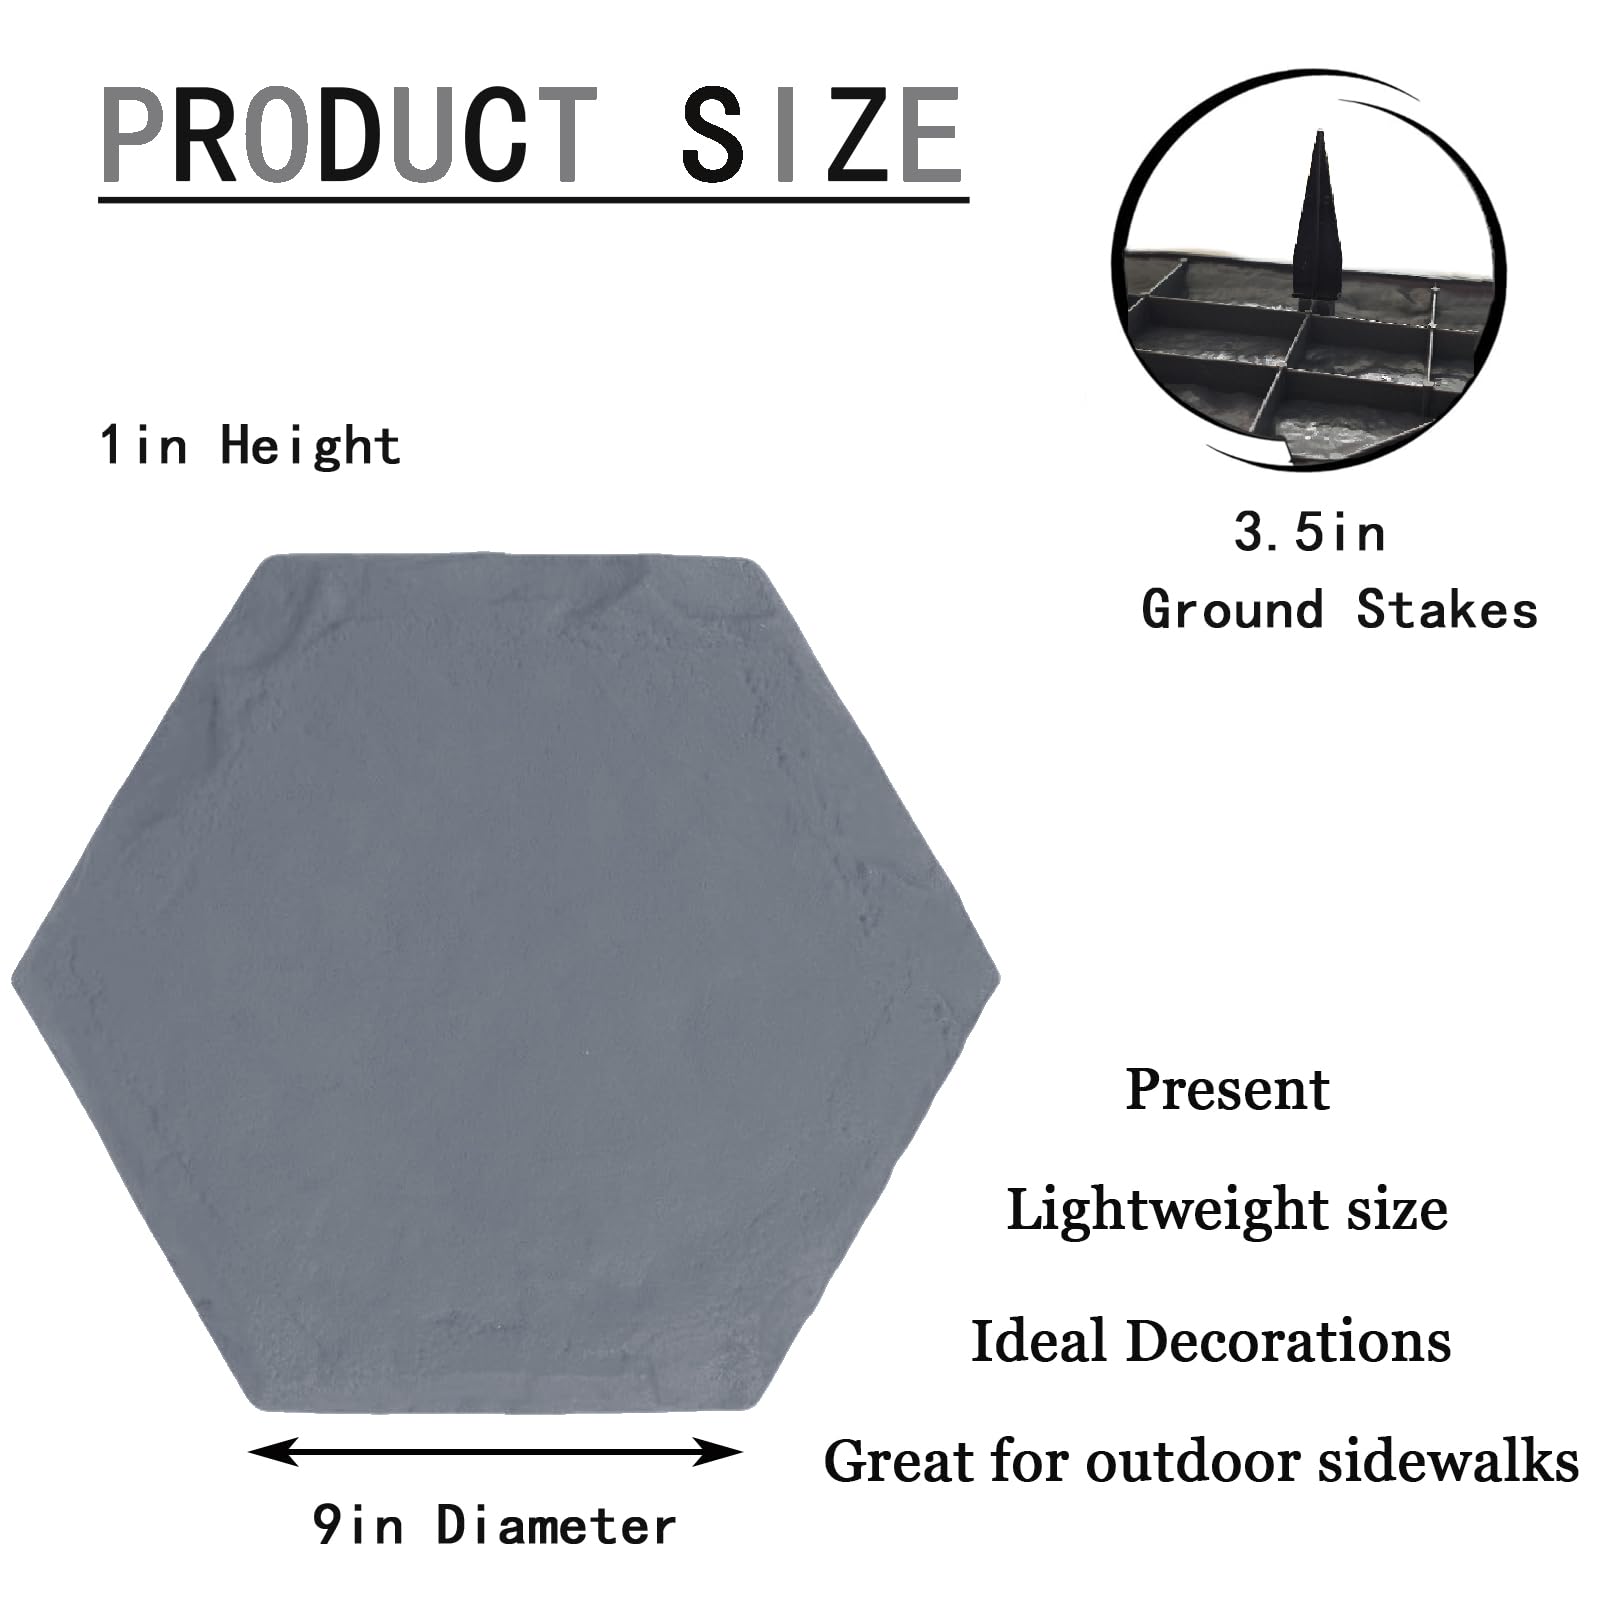 PRODUCT SIZE
1in Height
3.5in
Ground Stakes
Present
Lightweight size
Ideal Decorations
Great for outdoor sidewalks
9in Diameter